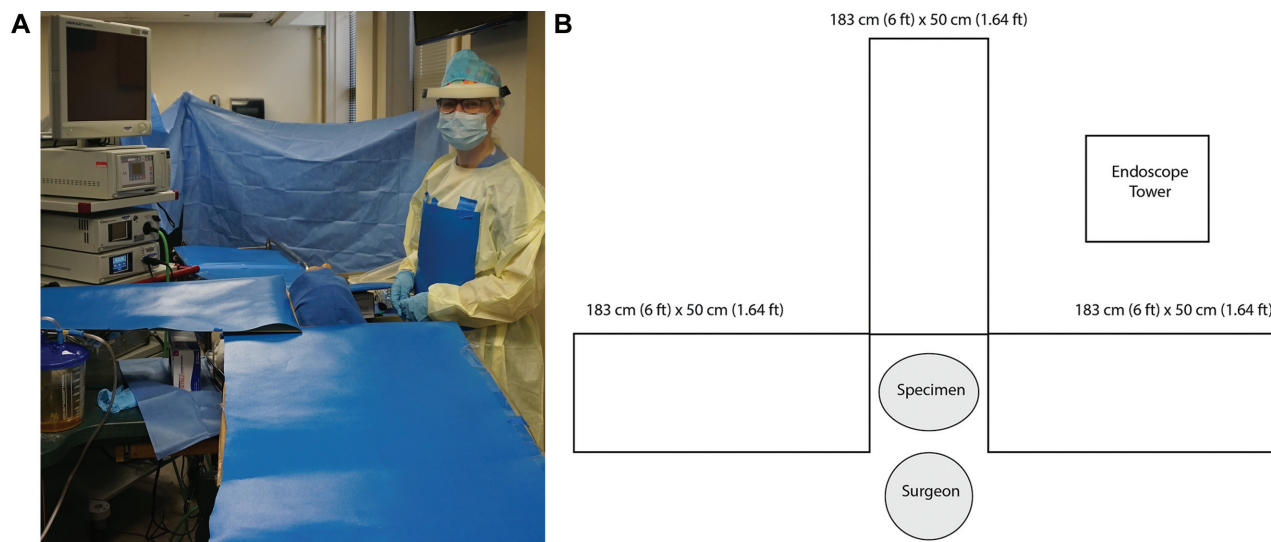 A
B
183 cm (6 ft) x 50 cm (1.64 ft)
Endoscope
Tower
183 cm (6 ft) x 50 cm (1.64 ft)
183 cm (6 ft) x 50 cm (1.64 ft)
Specimen
Surgeon